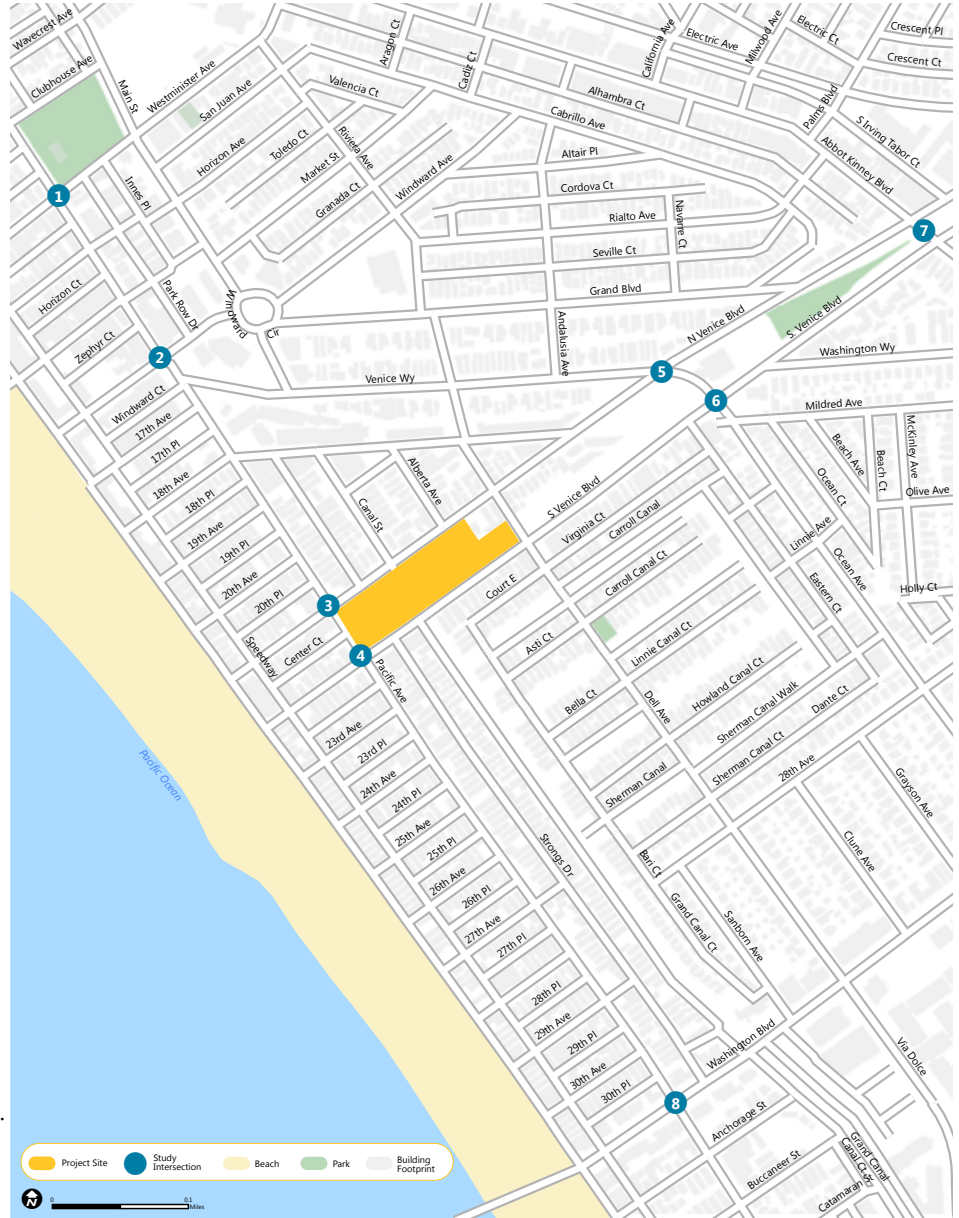 Wavecrest Ave
Clubhouse Ave
Main St
Westminister Ave
San Juan Ave
Aragon Ct
Cadiz Ct
California Ave
Electric Ave
Milwood Ave
Electric Ct
Crescent Pl
Crescent Ct
Valencia Ct
Alhambra Ct
Cabrillo Ave
Palms Blvd
S Irving Tabor Ct
Abbot Kinney Blvd
Horizon Ave
Toledo Ct
Market St
Riviera Ave
Granada Ct
Windward Ave
Altair Pl
Cordova Ct
Rialto Ave
Navarre Ct
Seville Ct
Grand Blvd
1
Innes Pl
7
Horizon Ct
Park Row Dr
Windward
Cir
Zephyr Ct
2
Andalusia Ave
N Venice Blvd
S. Venice Blvd
Washington Wy
5
Venice Wy
6
Mildred Ave
Windward Ct
17th Ave
17th Pl
18th Ave
18th Pl
19th Ave
19th Pl
20th Ave
20th Pl
Alberta Ave
Canal St
S Venice Blvd
Virginia Ct
Carroll Canal
Beach Ave
Beach Ct
McKinley Ave
Olive Ave
Ocean Ct
Linnie Ave
Ocean Ave
Eastern Ct
Holly Ct
Court E
Carroll Canal Ct
3
Center Ct
Speedway
4
Pacific Ave
Asti Ct
Linnie Canal Ct
Bella Ct
Dell Ave
Howland Canal Ct
Sherman Canal Walk
Dante Ct
Sherman Canal Ct
Sherman Canal
28th Ave
Grayson Ave
Clune Ave
Pacific Ocean
23rd Ave
23rd Pl
24th Ave
24th Pl
25th Ave
25th Pl
26th Ave
26th Pl
27th Ave
27th Pl
28th Pl
29th Ave
29th Pl
30th Ave
30th Pl
Strongs Dr
Bari Ct
Grand Canal Ct
Sanborn Ave
Washington Blvd
Via Dolce
8
Anchorage St
Buccaneer St
Catamaran St
Grand Canal
Canal Ct
Project Site
Study
Intersection
Beach
Park
Building
Footprint
N
0
0.1
Miles